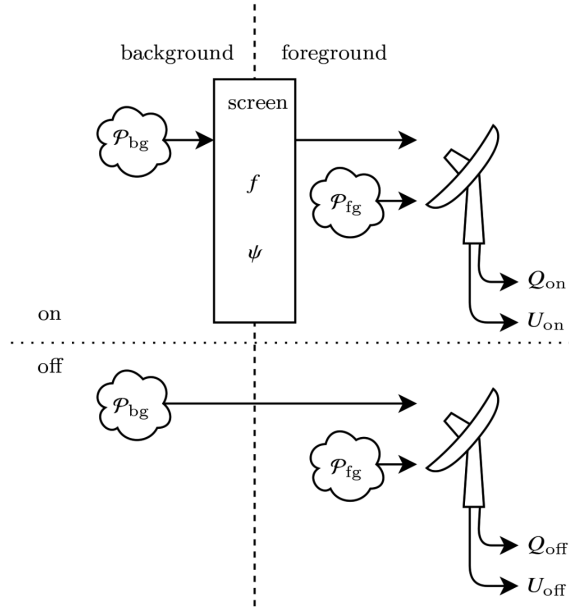 background foreground
screen
𝒫bg
f
𝒫fg
ψ
Qon
on
Uon
off
𝒫bg
𝒫fg
Qoff
Uoff